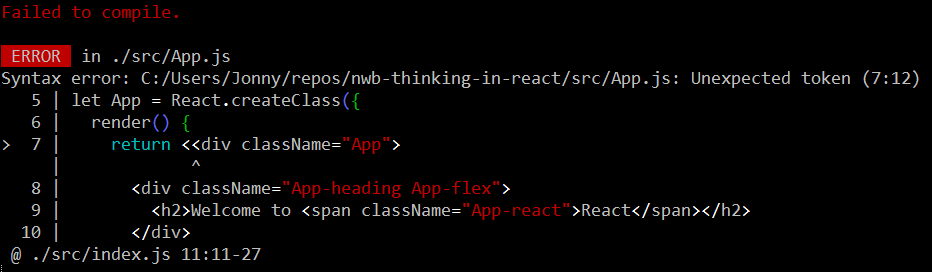 Failed to compile.
ERROR in ./src/App.js
Syntax error: C:/Users/Jonny/repos/nwb-thinking-in-react/src/App.js: Unexpected token (7:12)
  5 | let App = React.createClass({
  6 |   render() {
> 7 |     return <<div className="App">
    |             ^
  8 |       <div className="App-heading App-flex">
  9 |         <h2>Welcome to <span className="App-react">React</span></h2>
 10 |       </div>
@ ./src/index.js 11:11-27